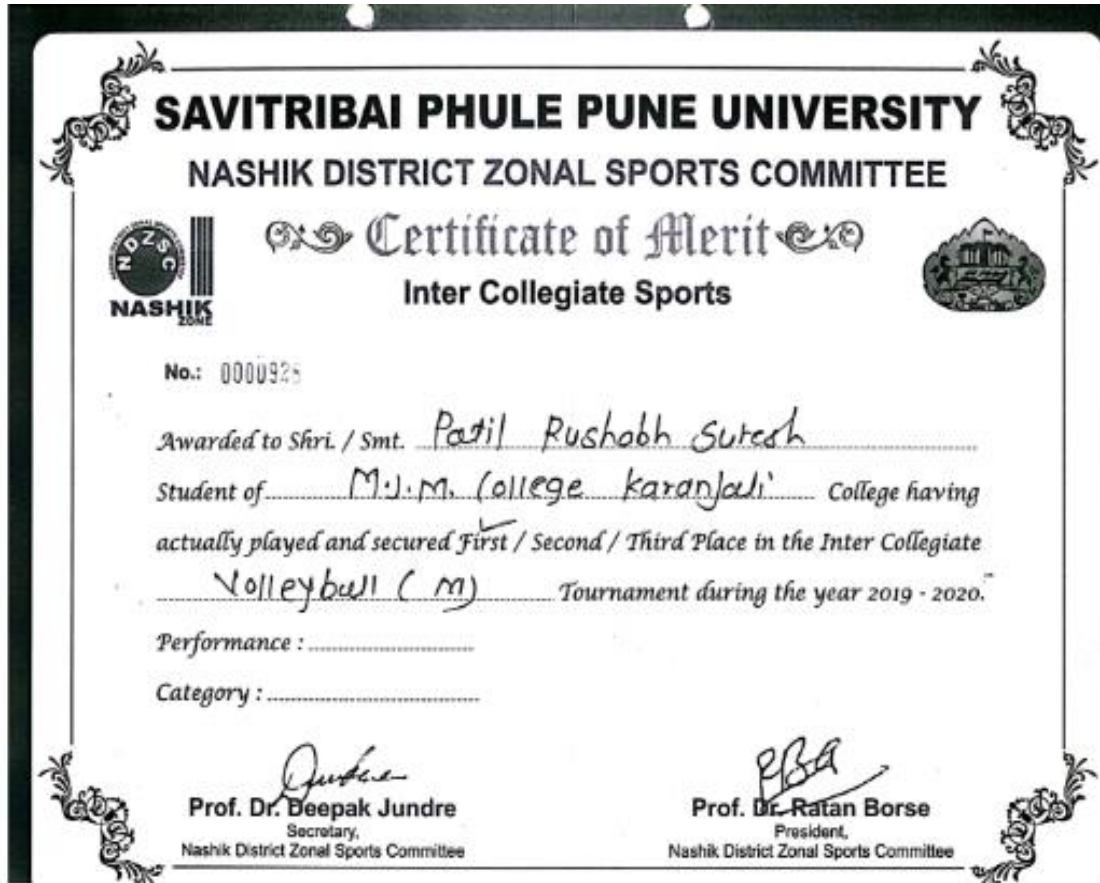 SAVITRIBAI PHULE PUNE UNIVERSITY
NASHIK DISTRICT ZONAL SPORTS COMMITTEE
Certificate of Merit
NDZSC
NASHIK
ZONE
Inter Collegiate Sports
No.:
Awarded to Shri. / Smt. Patil Rushabh Suresh
Student of M.J.M. College Karanjali College having
actually played and secured First / Second / Third Place in the Inter Collegiate
Volleyball ( M) Tournament during the year 2019 - 2020.
Performance :
Category :
Prof. Dr. Deepak Jundre
Secretary,
Nashik District Zonal Sports Committee
Prof. Dr. Ratan Borse
President,
Nashik District Zonal Sports Committee